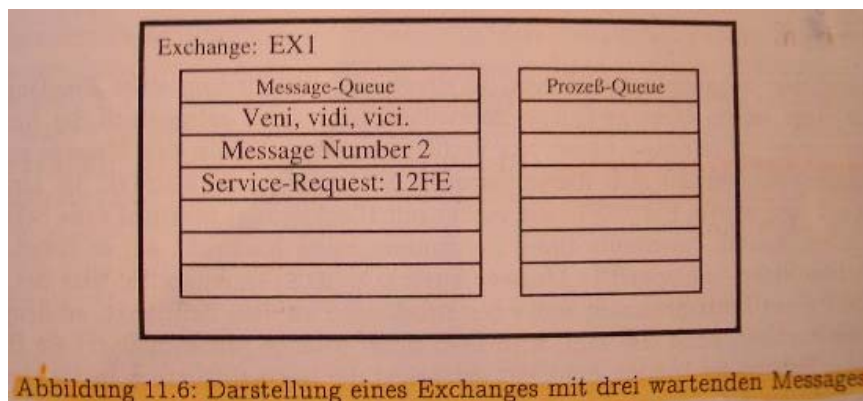 Exchange: EX1
Message-Queue
Veni, vidi, vici.
Message Number 2
Service-Request: 12FE
Prozeß-Queue
Abbildung 11.6: Darstellung eines Exchanges mit drei wartenden Messages